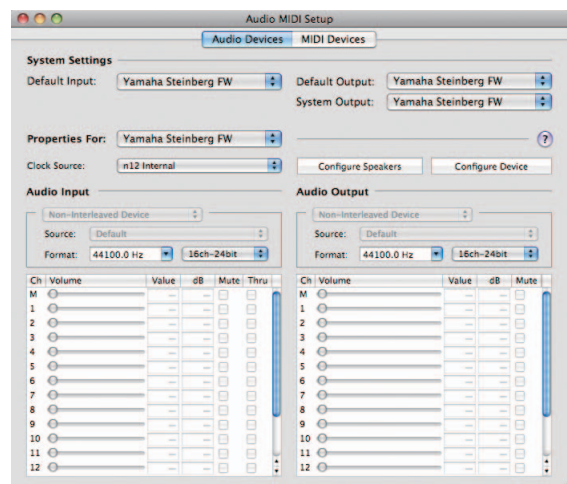 Audio MIDI Setup
Audio Devices MIDI Devices
System Settings
Default Input: Yamaha Steinberg FW
Default Output: Yamaha Steinberg FW
System Output: Yamaha Steinberg FW
Properties For: Yamaha Steinberg FW
?
Clock Source: n12 Internal
Configure Speakers Configure Device
Audio Input
Non-Interleaved Device
Source: Default
Format: 44100.0 Hz 16ch-24bit
Ch Volume Value dB Mute Thru
M
1
2
3
4
5
6
7
8
9
10
11
12
Audio Output
Non-Interleaved Device
Source: Default
Format: 44100.0 Hz 16ch-24bit
Ch Volume Value dB Mute
M
1
2
3
4
5
6
7
8
9
10
11
12